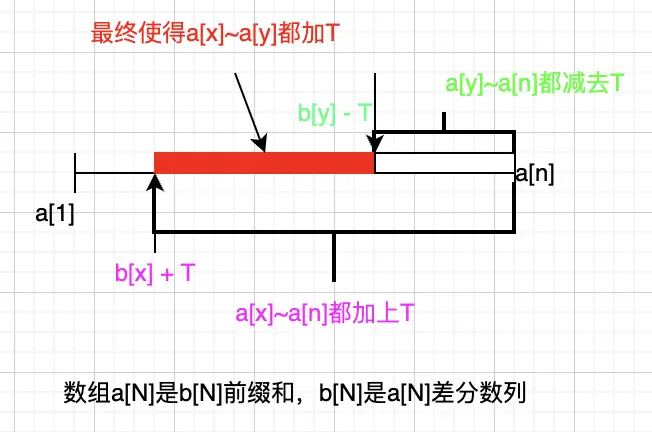 最终使得a[x]~a[y]都加T
a[y]~a[n]都减去T
b[y] - T
a[n]
a[1]
b[x] + T
a[x]~a[n]都加上T
数组a[N]是b[N]前缀和，b[N]是a[N]差分数列